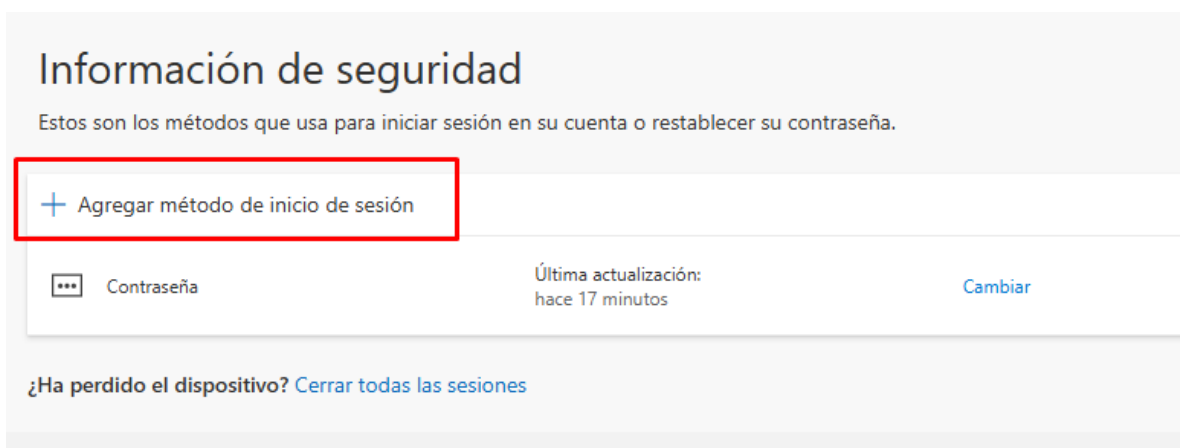 Información de seguridad
Estos son los métodos que usa para iniciar sesión en su cuenta o restablecer su contraseña.
+ Agregar método de inicio de sesión
Contraseña
Última actualización:
hace 17 minutos
Cambiar
¿Ha perdido el dispositivo? Cerrar todas las sesiones